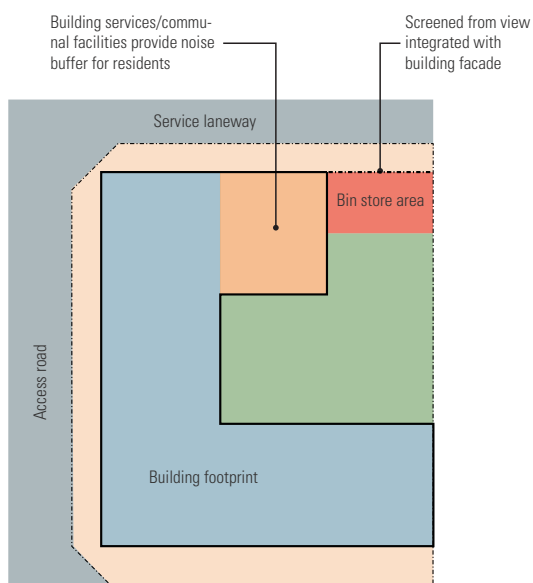 Building services/commu-
nal facilities provide noise
buffer for residents
Screened from view
integrated with
building facade
Service laneway
Bin store area
Access road
Building footprint